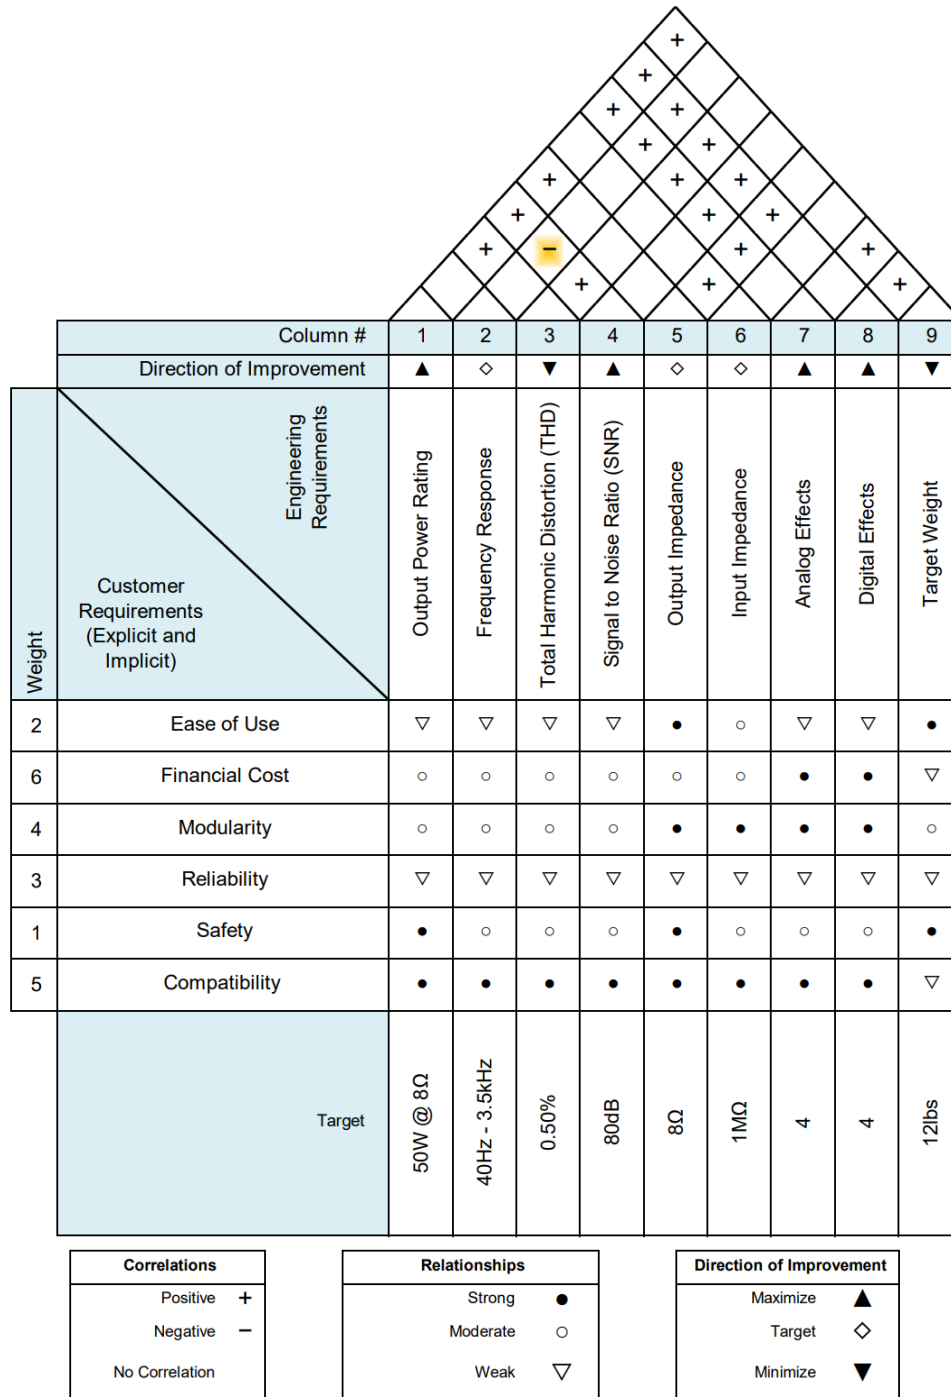 +
+
+ +
+ +
+ + +
+ + +
+ − + +
+ + +
Column # 1 2 3 4 5 6 7 8 9
Direction of Improvement ▲ ◇ ▼ ▲ ◇ ◇ ▲ ▲ ▼
Weight
Engineering
Requirements
Customer
Requirements
(Explicit and
Implicit)
Output Power Rating
Frequency Response
Total Harmonic Distortion (THD)
Signal to Noise Ratio (SNR)
Output Impedance
Input Impedance
Analog Effects
Digital Effects
Target Weight
2 Ease of Use ▽ ▽ ▽ ▽ ● ○ ▽ ▽ ●
6 Financial Cost ○ ○ ○ ○ ○ ○ ● ● ▽
4 Modularity ○ ○ ○ ○ ● ● ● ● ○
3 Reliability ▽ ▽ ▽ ▽ ▽ ▽ ▽ ▽ ▽
1 Safety ● ○ ○ ○ ● ○ ○ ○ ●
5 Compatibility ● ● ● ● ● ● ● ● ▽
Target
50W @ 8Ω
40Hz - 3.5kHz
0.50%
80dB
8Ω
1MΩ
4
4
12lbs
Correlations
Positive +
Negative −
No Correlation
Relationships
Strong ●
Moderate ○
Weak ▽
Direction of Improvement
Maximize ▲
Target ◇
Minimize ▼